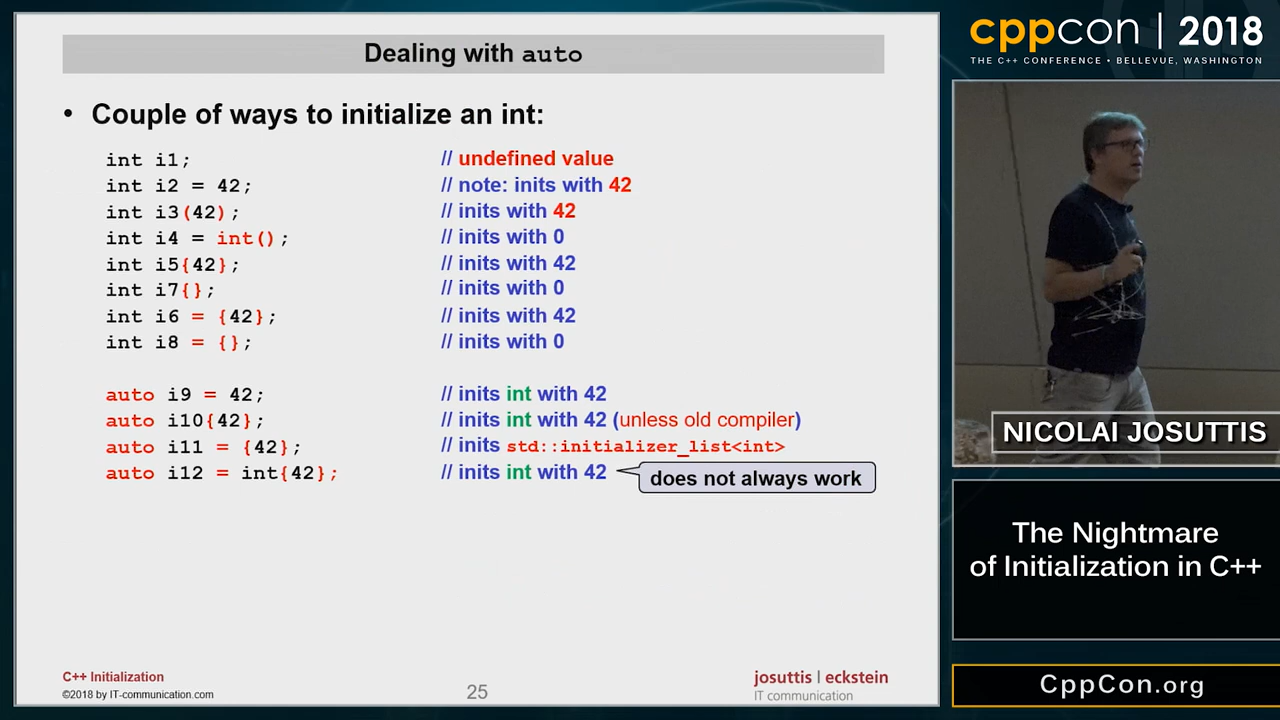 Dealing with auto
• Couple of ways to initialize an int:
int i1; // undefined value
int i2 = 42; // note: inits with 42
int i3(42); // inits with 42
int i4 = int(); // inits with 0
int i5{42}; // inits with 42
int i7{}; // inits with 0
int i6 = {42}; // inits with 42
int i8 = {}; // inits with 0
auto i9 = 42; // inits int with 42
auto i10{42}; // inits int with 42 (unless old compiler)
auto i11 = {42}; // inits std::initializer_list<int>
auto i12 = int{42}; // inits int with 42
does not always work
C++ Initialization
©2018 by IT-communication.com
25
josuttis | eckstein
IT communication
cppcon | 2018
THE C++ CONFERENCE • BELLEVUE, WASHINGTON
NICOLAI JOSUTTIS
The Nightmare
of Initialization in C++
CppCon.org